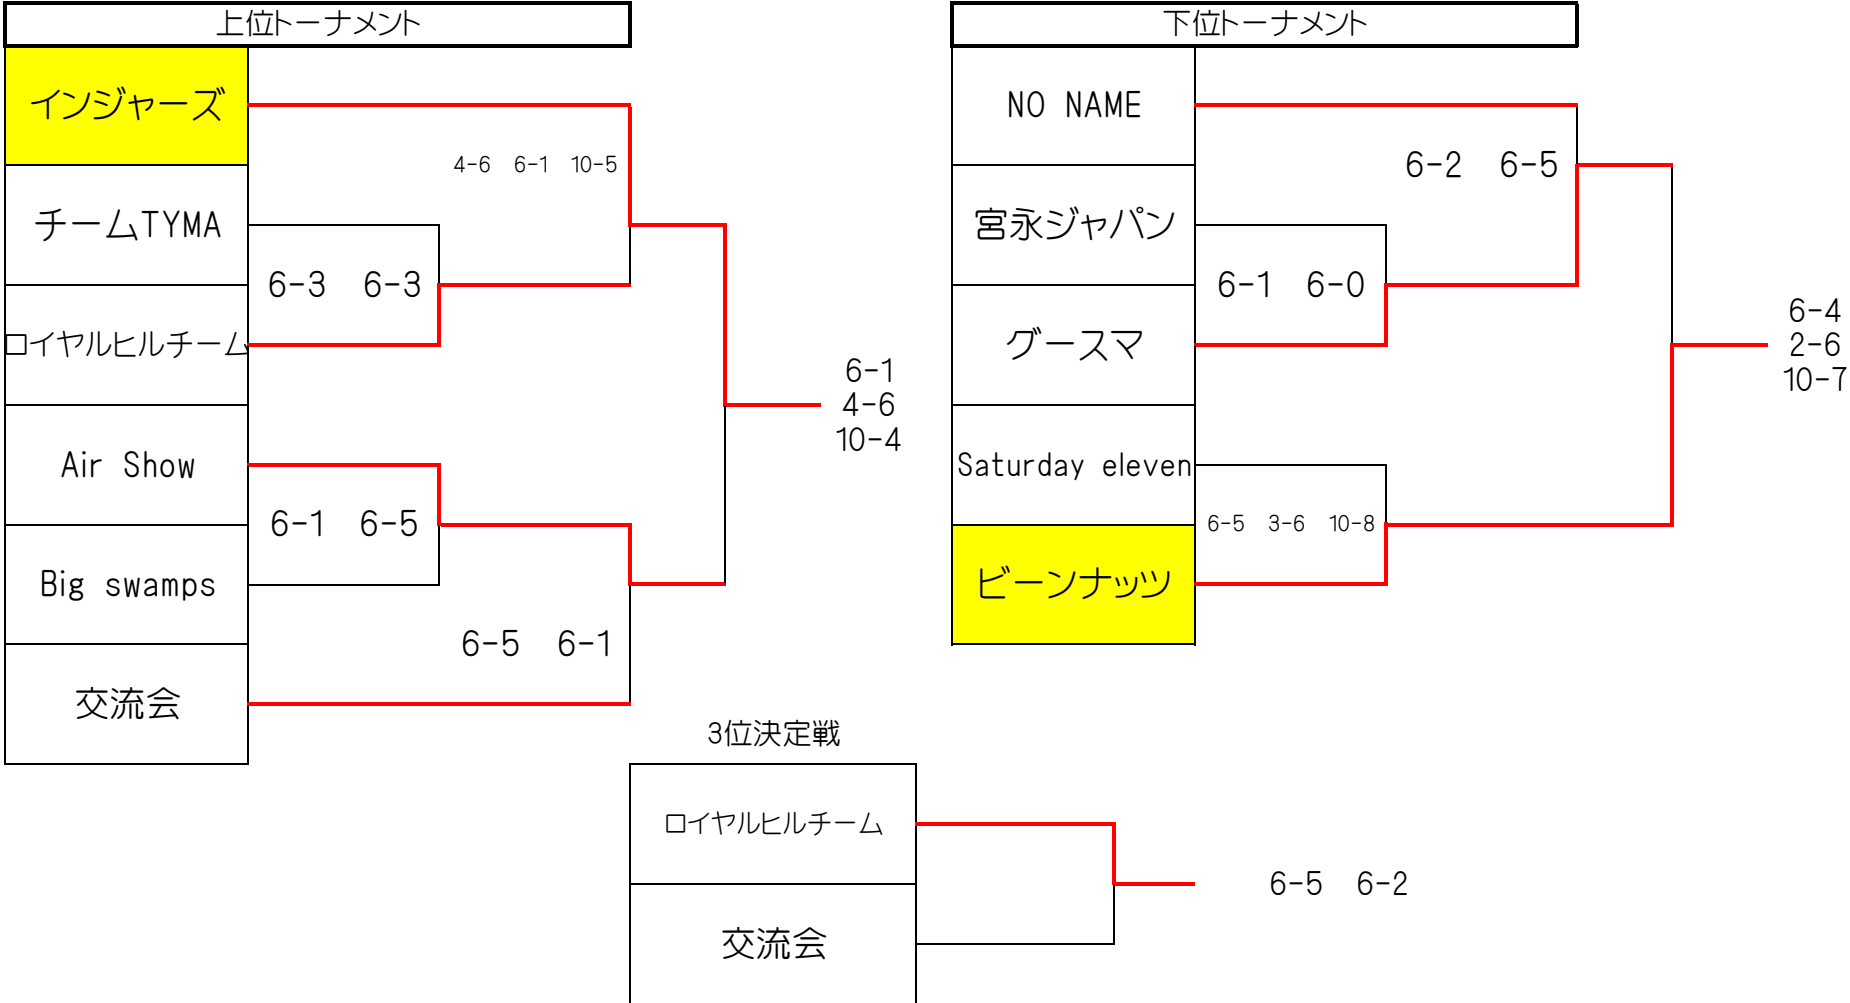 上位トーナメント
インジャーズ
4-6 6-1 10-5
チームTYMA
6-3 6-3
ロイヤルヒルチーム
6-1
4-6
10-4
Air Show
6-1 6-5
Big swamps
6-5 6-1
交流会
下位トーナメント
NO NAME
6-2 6-5
宮永ジャパン
6-1 6-0
グースマ
6-4
2-6
10-7
Saturday eleven
6-5 3-6 10-8
ビーンナッツ
3位決定戦
ロイヤルヒルチーム
6-5 6-2
交流会